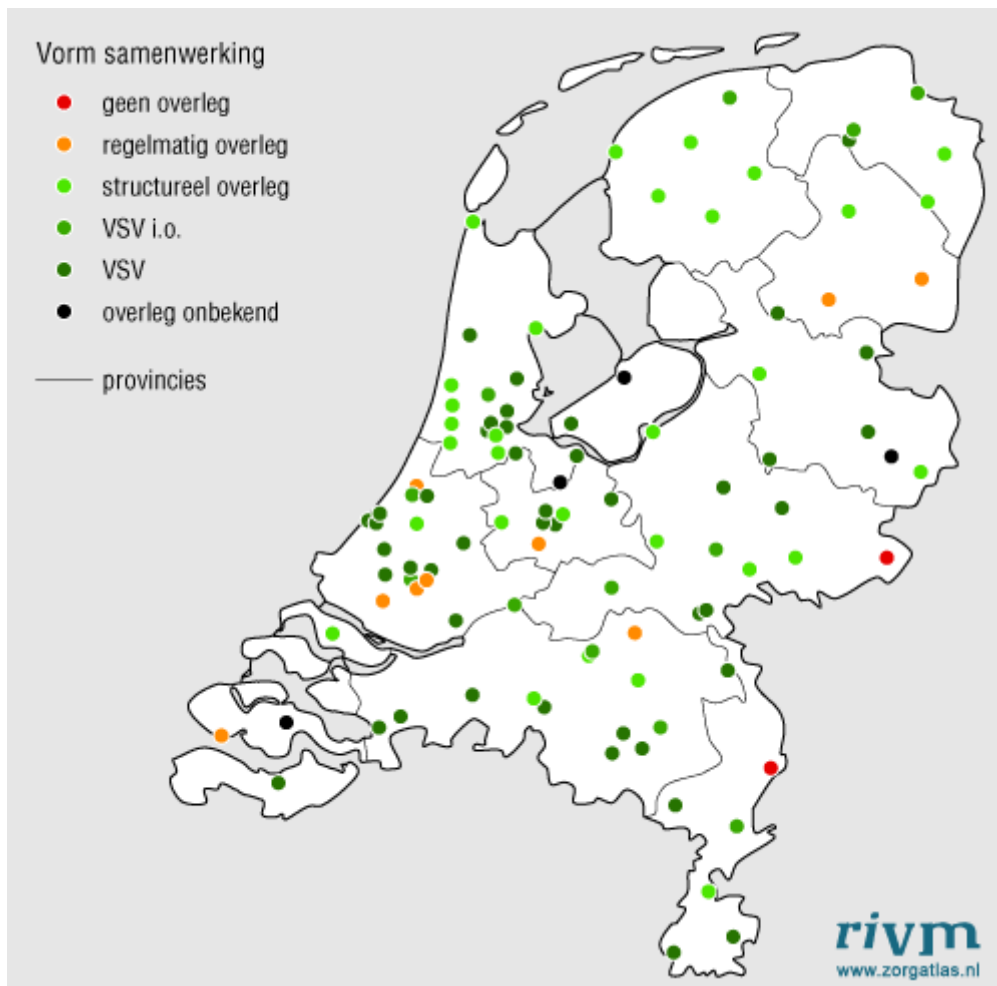 Vorm samenwerking
geen overleg
regelmatig overleg
structureel overleg
VSV i.o.
VSV
overleg onbekend
provincies
rivm
www.zorgatlas.nl